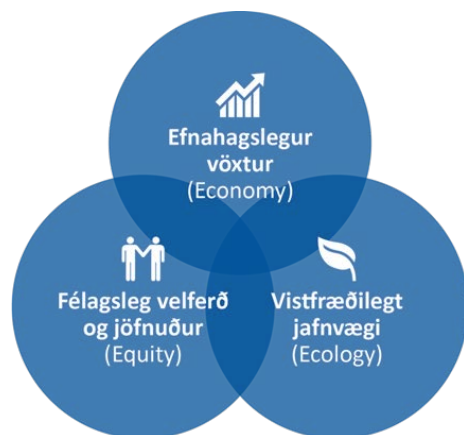 Efnahagslegur
vöxtur
(Economy)
Félagsleg velferð
og jöfnuður
(Equity)
Vistfræðilegt
jafnvægi
(Ecology)